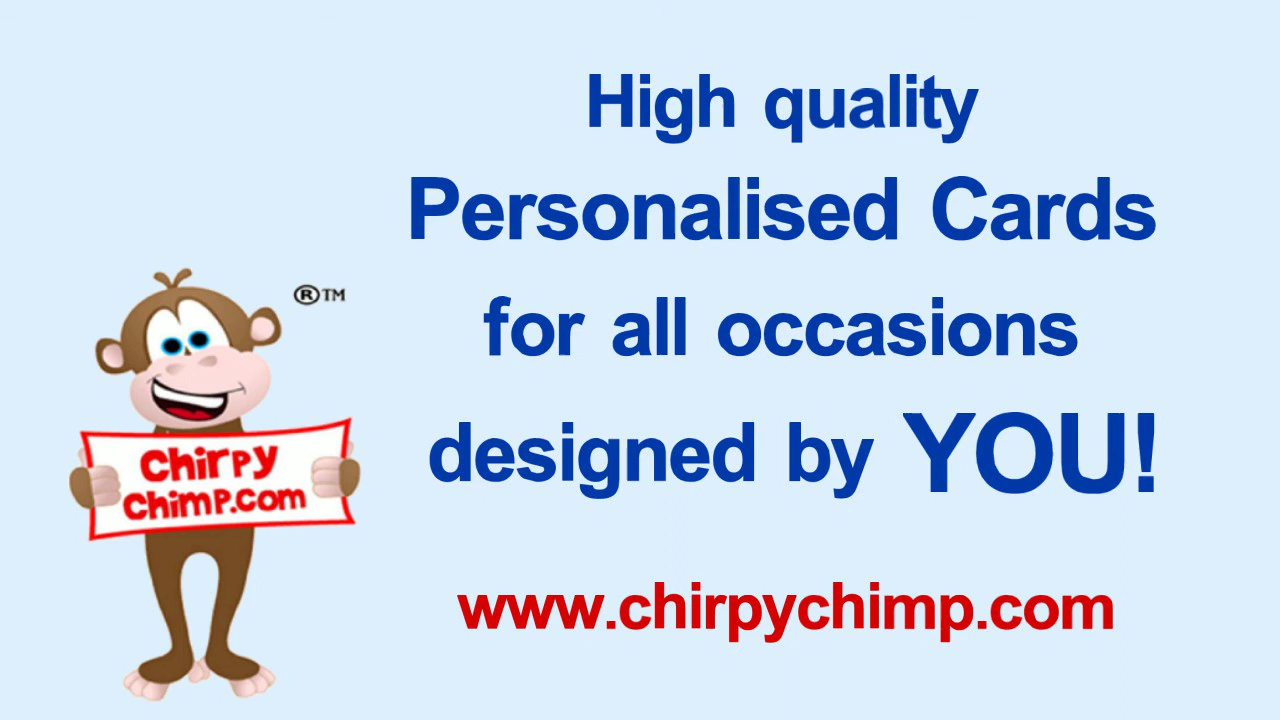 High quality
Personalised Cards
for all occasions
designed by YOU!
®TM
Chirpy
Chimp.com
www.chirpychimp.com